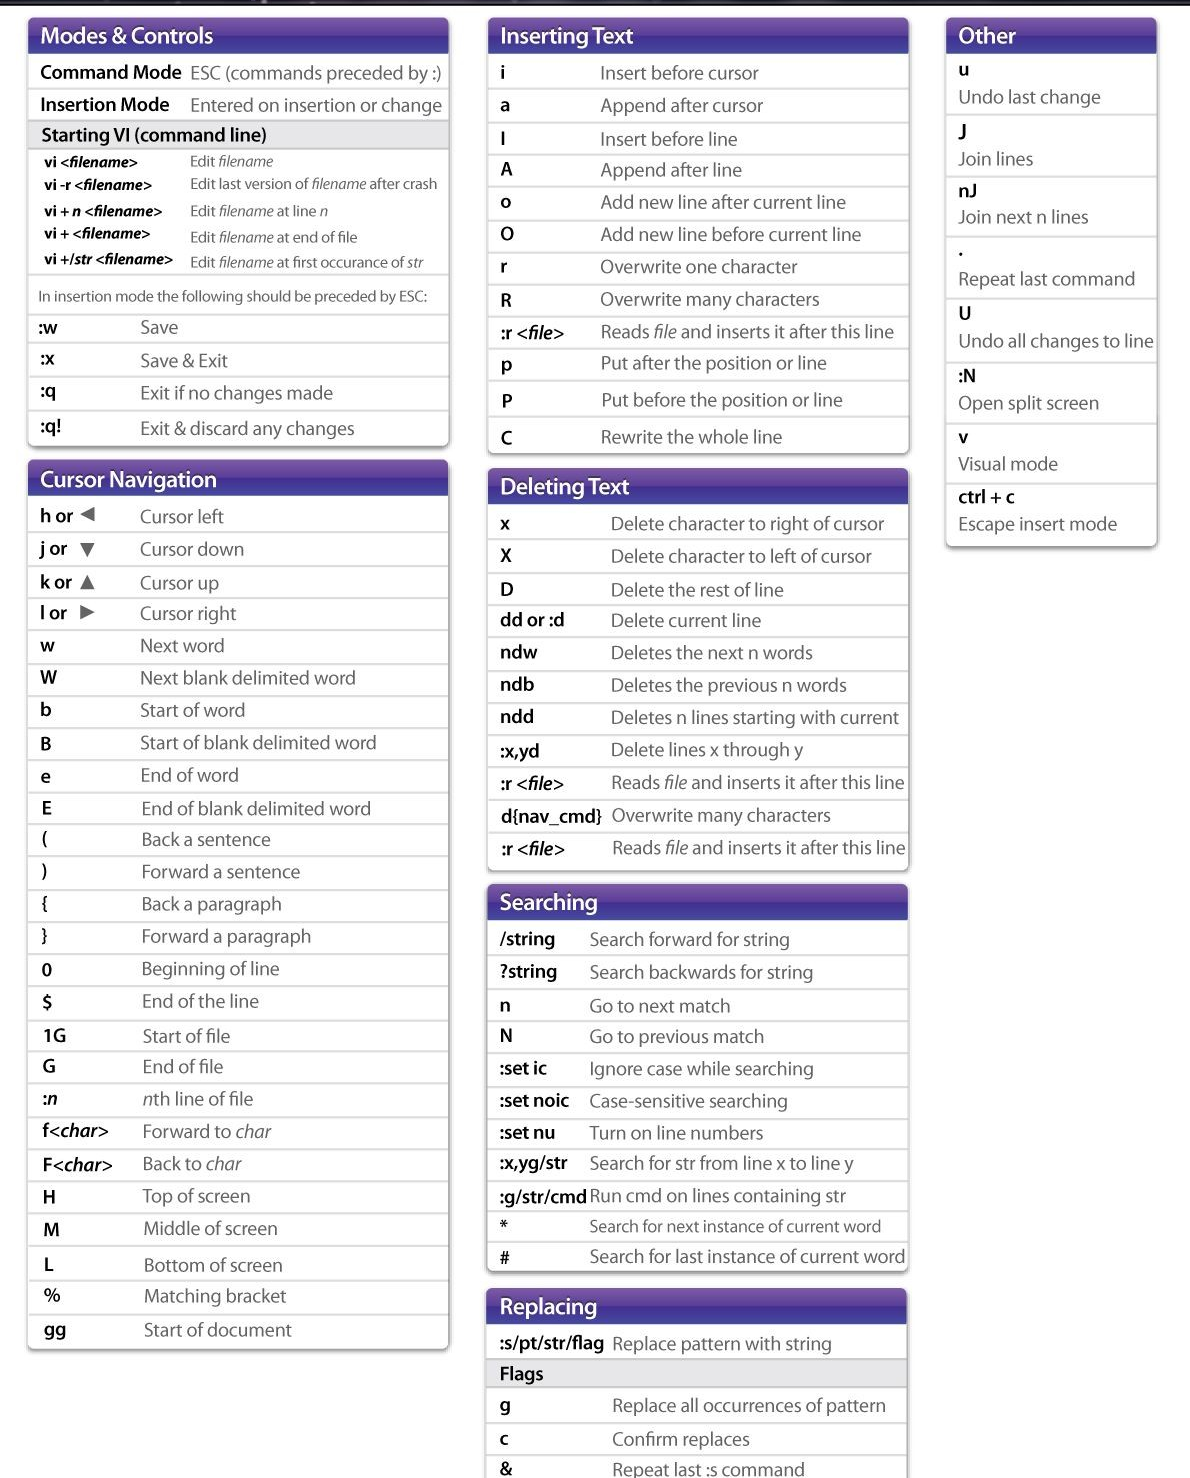 Modes & Controls
Command Mode ESC (commands preceded by :)
Insertion Mode Entered on insertion or change
Starting VI (command line)
vi <filename> Edit filename
vi -r <filename> Edit last version of filename after crash
vi + n <filename> Edit filename at line n
vi + <filename> Edit filename at end of file
vi +/str <filename> Edit filename at first occurance of str
In insertion mode the following should be preceded by ESC:
:w Save
:x Save & Exit
:q Exit if no changes made
:q! Exit & discard any changes
Cursor Navigation
h or ◀ Cursor left
j or ▼ Cursor down
k or ▲ Cursor up
l or ▶ Cursor right
w Next word
W Next blank delimited word
b Start of word
B Start of blank delimited word
e End of word
E End of blank delimited word
( Back a sentence
) Forward a sentence
{ Back a paragraph
} Forward a paragraph
0 Beginning of line
$ End of the line
1G Start of file
G End of file
:n nth line of file
f<char> Forward to char
F<char> Back to char
H Top of screen
M Middle of screen
L Bottom of screen
% Matching bracket
gg Start of document
Inserting Text
i Insert before cursor
a Append after cursor
I Insert before line
A Append after line
o Add new line after current line
O Add new line before current line
r Overwrite one character
R Overwrite many characters
:r <file> Reads file and inserts it after this line
p Put after the position or line
P Put before the position or line
C Rewrite the whole line
Deleting Text
x Delete character to right of cursor
X Delete character to left of cursor
D Delete the rest of line
dd or :d Delete current line
ndw Deletes the next n words
ndb Deletes the previous n words
ndd Deletes n lines starting with current
:x,yd Delete lines x through y
:r <file> Reads file and inserts it after this line
d{nav_cmd} Overwrite many characters
:r <file> Reads file and inserts it after this line
Searching
/string Search forward for string
?string Search backwards for string
n Go to next match
N Go to previous match
:set ic Ignore case while searching
:set noic Case-sensitive searching
:set nu Turn on line numbers
:x,yg/str Search for str from line x to line y
:g/str/cmd Run cmd on lines containing str
* Search for next instance of current word
# Search for last instance of current word
Replacing
:s/pt/str/flag Replace pattern with string
Flags
g Replace all occurrences of pattern
c Confirm replaces
& Repeat last :s command
Other
u
Undo last change
J
Join lines
nJ
Join next n lines
.
Repeat last command
U
Undo all changes to line
:N
Open split screen
v
Visual mode
ctrl + c
Escape insert mode